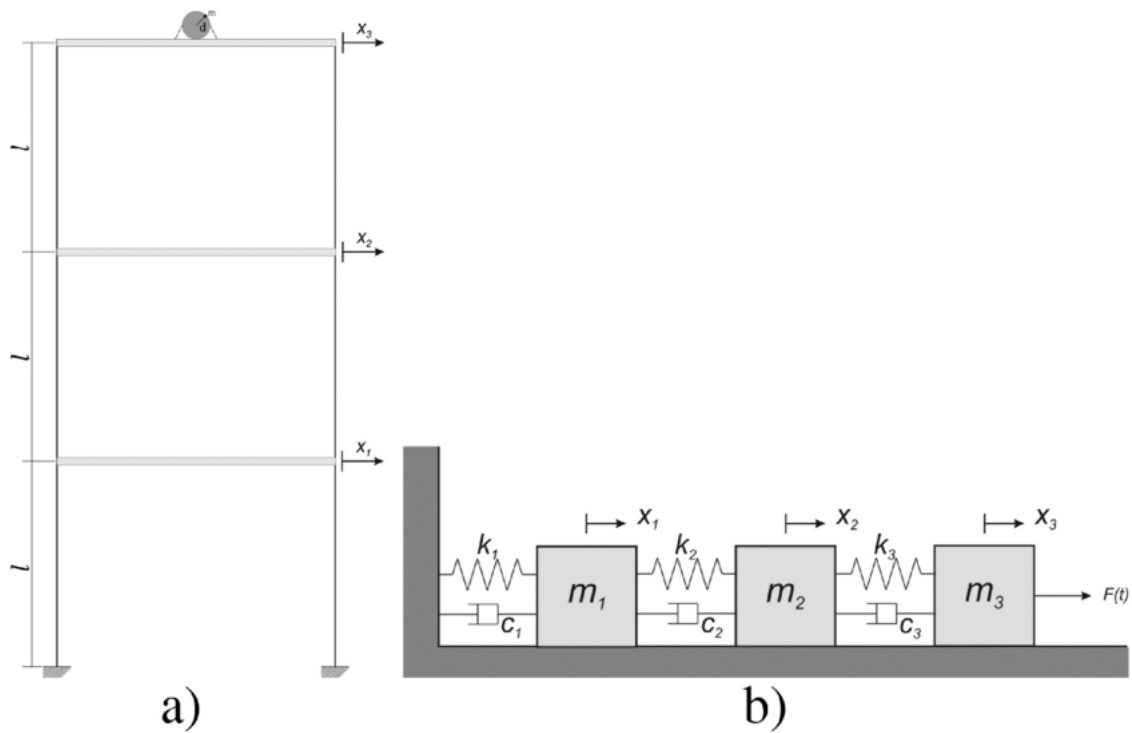 m
d
x₃
l
x₂
l
x₁
l
a)
x₁
x₂
x₃
k₁
k₂
k₃
m₁
m₂
m₃
F(t)
c₁
c₂
c₃
b)